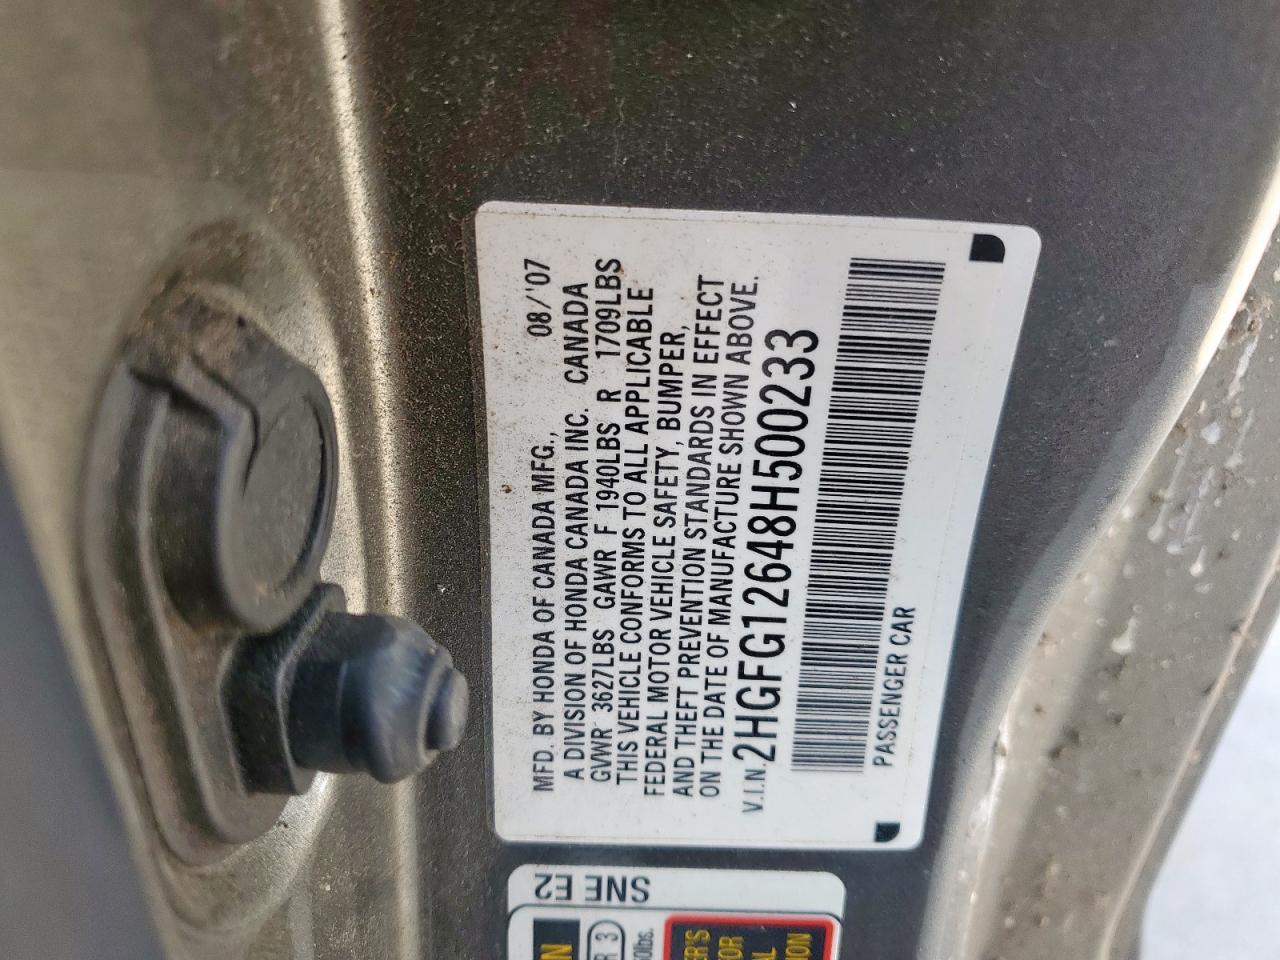 MFD. BY HONDA OF CANADA MFG., 08/'07
A DIVISION OF HONDA CANADA INC. CANADA
GVWR 3627LBS GAWR F 1940LBS R 1709LBS
THIS VEHICLE CONFORMS TO ALL APPLICABLE
FEDERAL MOTOR VEHICLE SAFETY, BUMPER,
AND THEFT PREVENTION STANDARDS IN EFFECT
ON THE DATE OF MANUFACTURE SHOWN ABOVE.
V.I.N. 2HGFG12648H500233
PASSENGER CAR
SNE E2